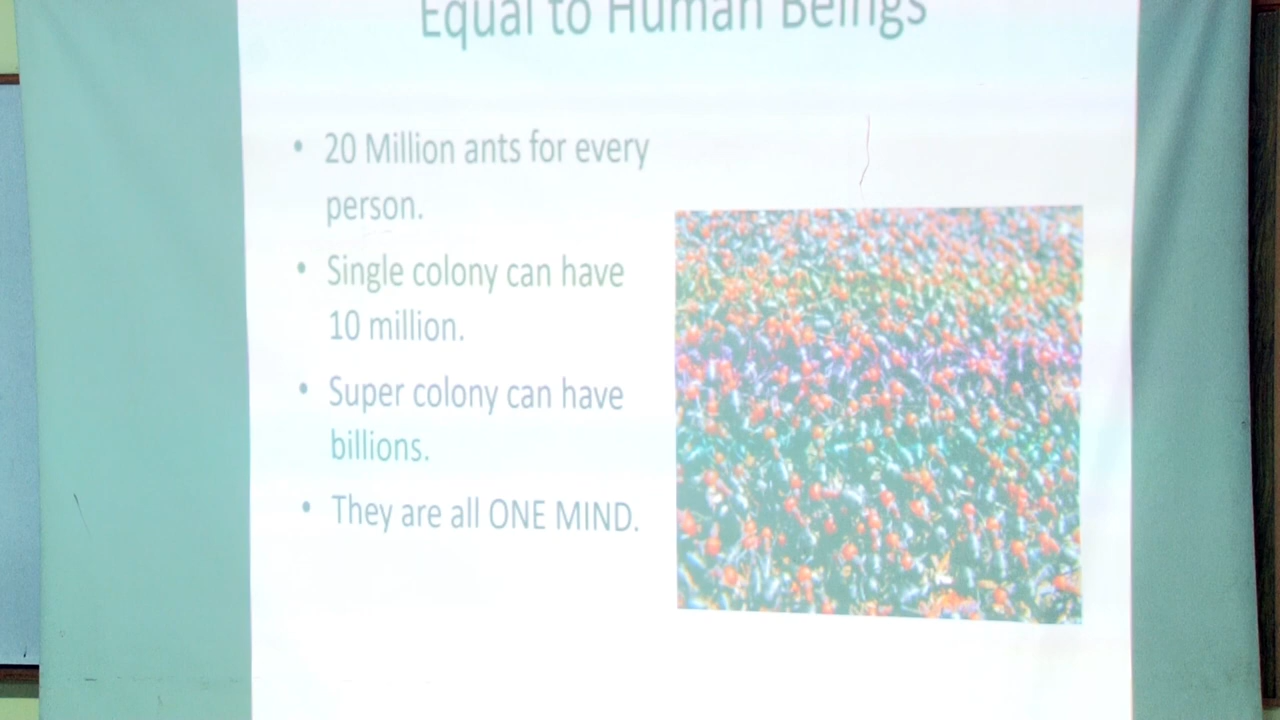 Equal to Human Beings
• 20 Million ants for every
person.
• Single colony can have
10 million.
• Super colony can have
billions.
• They are all ONE MIND.